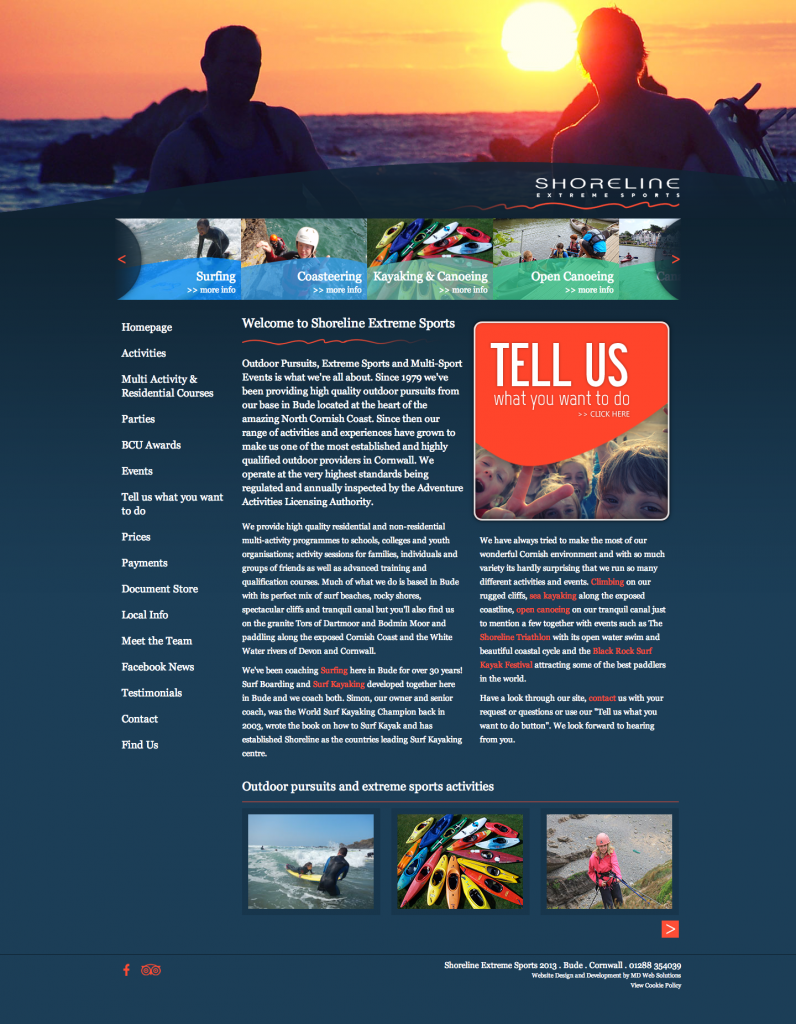 SHORELINE
EXTREME SPORTS
<
Surfing
>> more info
Coasteering
>> more info
Kayaking & Canoeing
>> more info
Open Canoeing
>> more info
>
Homepage
Activities
Multi Activity &
Residential Courses
Parties
BCU Awards
Events
Tell us what you want
to do
Prices
Payments
Document Store
Local Info
Meet the Team
Facebook News
Testimonials
Contact
Find Us
Welcome to Shoreline Extreme Sports
Outdoor Pursuits, Extreme Sports and Multi-Sport
Events is what we're all about. Since 1979 we've
been providing high quality outdoor pursuits from
our base in Bude located at the heart of the
amazing North Cornish Coast. Since then our
range of activities and experiences have grown to
make us one of the most established and highly
qualified outdoor providers in Cornwall. We
operate at the very highest standards being
regulated and annually inspected by the Adventure
Activities Licensing Authority.
We provide high quality residential and non-residential
multi-activity programmes to schools, colleges and youth
organisations; activity sessions for families, individuals and
groups of friends as well as advanced training and
qualification courses. Much of what we do is based in Bude
with its perfect mix of surf beaches, rocky shores,
spectacular cliffs and tranquil canal but you'll also find us
on the granite Tors of Dartmoor and Bodmin Moor and
paddling along the exposed Cornish Coast and the White
Water rivers of Devon and Cornwall.
We've been coaching Surfing here in Bude for over 30 years!
Surf Boarding and Surf Kayaking developed together here
in Bude and we coach both. Simon, our owner and senior
coach, was the World Surf Kayaking Champion back in
2003, wrote the book on how to Surf Kayak and has
established Shoreline as the countries leading Surf Kayaking
centre.
TELL US
what you want to do
>> CLICK HERE
We have always tried to make the most of our
wonderful Cornish environment and with so much
variety its hardly surprising that we run so many
different activities and events. Climbing on our
rugged cliffs, sea kayaking along the exposed
coastline, open canoeing on our tranquil canal just
to mention a few together with events such as The
Shoreline Triathlon with its open water swim and
beautiful coastal cycle and the Black Rock Surf
Kayak Festival attracting some of the best paddlers
in the world.
Have a look through our site, contact us with your
request or questions or use our "Tell us what you
want to do button". We look forward to hearing
from you.
Outdoor pursuits and extreme sports activities
>
Shoreline Extreme Sports 2013 . Bude . Cornwall . 01288 354039
Website Design and Development by MD Web Solutions
View Cookie Policy